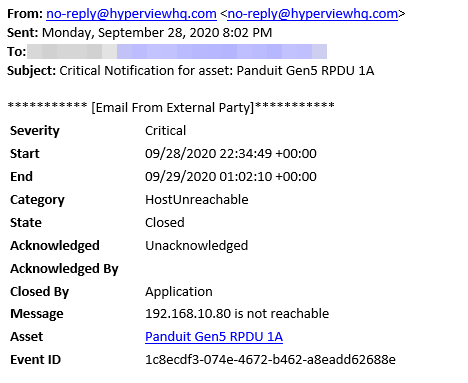 From: no-reply@hyperviewhq.com <no-reply@hyperviewhq.com>
Sent: Monday, September 28, 2020 8:02 PM
To:
Subject: Critical Notification for asset: Panduit Gen5 RPDU 1A
*********** [Email From External Party]***********
Severity Critical
Start 09/28/2020 22:34:49 +00:00
End 09/29/2020 01:02:10 +00:00
Category HostUnreachable
State Closed
Acknowledged Unacknowledged
Acknowledged By
Closed By Application
Message 192.168.10.80 is not reachable
Asset Panduit Gen5 RPDU 1A
Event ID 1c8ecdf3-074e-4672-b462-a8eadd62688e